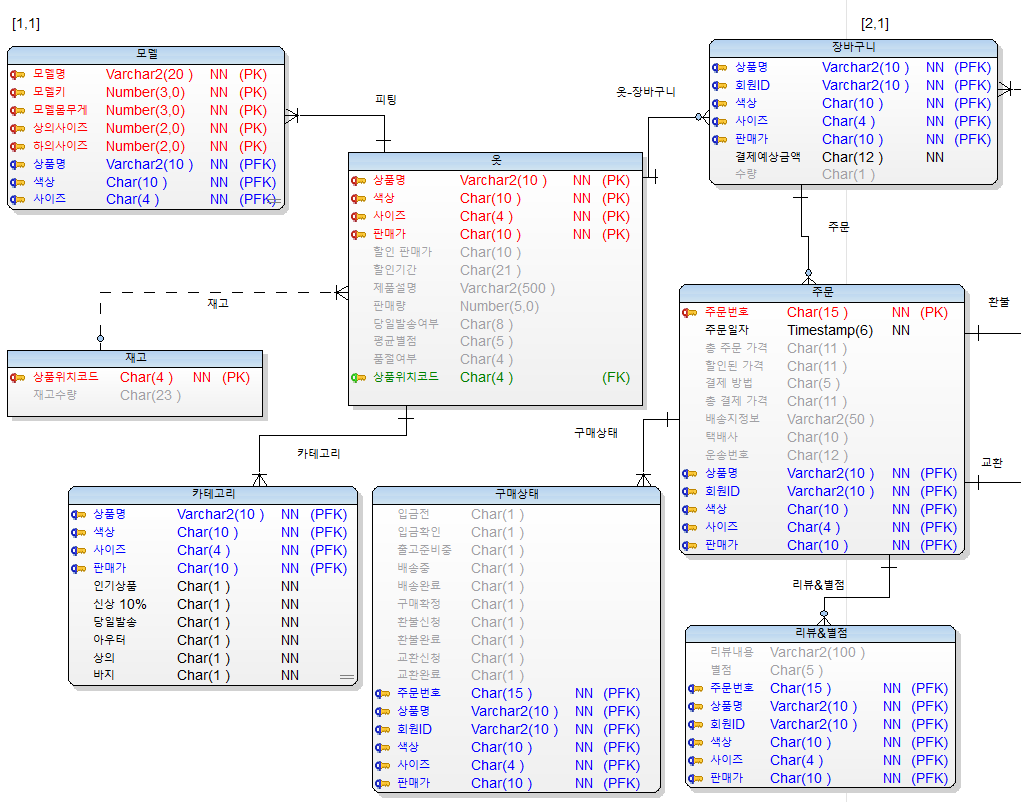 [1,1]
[2,1]
모델
모델명 Varchar2(20 ) NN (PK)
모델키 Number(3,0) NN (PK)
모델몸무게 Number(3,0) NN (PK)
상의사이즈 Number(2,0) NN (PK)
하의사이즈 Number(2,0) NN (PK)
상품명 Varchar2(10 ) NN (PFK)
색상 Char(10 ) NN (PFK)
사이즈 Char(4 ) NN (PFK)
피팅
옷-장바구니
장바구니
상품명 Varchar2(10 ) NN (PFK)
회원ID Varchar2(10 ) NN (PFK)
색상 Char(10 ) NN (PFK)
사이즈 Char(4 ) NN (PFK)
판매가 Char(10 ) NN (PFK)
결제예상금액 Char(12 ) NN
수량 Char(1 )
옷
상품명 Varchar2(10 ) NN (PK)
색상 Char(10 ) NN (PK)
사이즈 Char(4 ) NN (PK)
판매가 Char(10 ) NN (PK)
할인 판매가 Char(10 )
할인기간 Char(21 )
제품설명 Varchar2(500 )
판매량 Number(5,0)
당일발송여부 Char(8 )
평균별점 Char(5 )
품절여부 Char(4 )
상품위치코드 Char(4 ) (FK)
주문
재고
재고
상품위치코드 Char(4 ) NN (PK)
재고수량 Char(23 )
주문
주문번호 Char(15 ) NN (PK)
주문일자 Timestamp(6) NN
총 주문 가격 Char(11 )
할인된 가격 Char(11 )
결제 방법 Char(5 )
총 결제 가격 Char(11 )
배송지정보 Varchar2(50 )
택배사 Char(10 )
운송번호 Char(12 )
상품명 Varchar2(10 ) NN (PFK)
회원ID Varchar2(10 ) NN (PFK)
색상 Char(10 ) NN (PFK)
사이즈 Char(4 ) NN (PFK)
판매가 Char(10 ) NN (PFK)
환불
교환
카테고리
구매상태
카테고리
상품명 Varchar2(10 ) NN (PFK)
색상 Char(10 ) NN (PFK)
사이즈 Char(4 ) NN (PFK)
판매가 Char(10 ) NN (PFK)
인기상품 Char(1 ) NN
신상 10% Char(1 ) NN
당일발송 Char(1 ) NN
아우터 Char(1 ) NN
상의 Char(1 ) NN
바지 Char(1 ) NN
구매상태
입금전 Char(1 )
입금확인 Char(1 )
출고준비중 Char(1 )
배송중 Char(1 )
배송완료 Char(1 )
구매확정 Char(1 )
환불신청 Char(1 )
환불완료 Char(1 )
교환신청 Char(1 )
교환완료 Char(1 )
주문번호 Char(15 ) NN (PFK)
상품명 Varchar2(10 ) NN (PFK)
회원ID Varchar2(10 ) NN (PFK)
색상 Char(10 ) NN (PFK)
사이즈 Char(4 ) NN (PFK)
판매가 Char(10 ) NN (PFK)
리뷰&별점
리뷰&별점
리뷰내용 Varchar2(100 )
별점 Char(5 )
주문번호 Char(15 ) NN (PFK)
상품명 Varchar2(10 ) NN (PFK)
회원ID Varchar2(10 ) NN (PFK)
색상 Char(10 ) NN (PFK)
사이즈 Char(4 ) NN (PFK)
판매가 Char(10 ) NN (PFK)